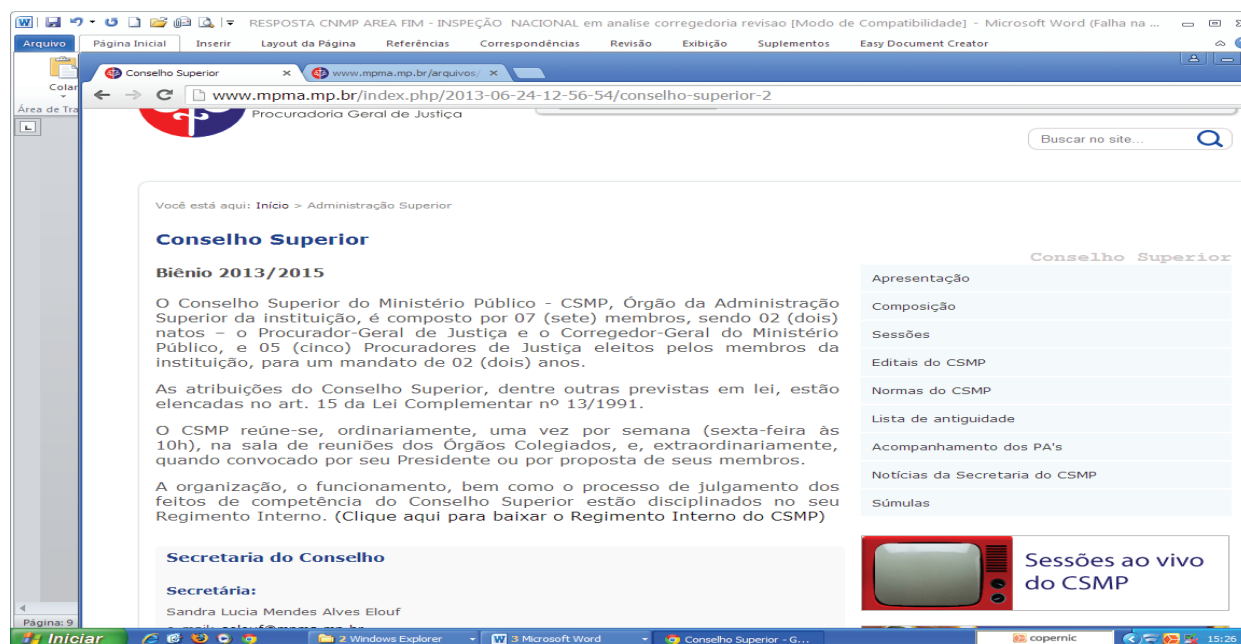 RESPOSTA CNMP AREA FIM - INSPEÇÃO NACIONAL em analise corregedoria revisao [Modo de Compatibilidade] - Microsoft Word (Falha na ...
Arquivo Página Inicial Inserir Layout da Página Referências Correspondências Revisão Exibição Suplementos Easy Document Creator
Colar
Área de Tra
Conselho Superior
www.mpma.mp.br/arquivos/
www.mpma.mp.br/index.php/2013-06-24-12-56-54/conselho-superior-2
Procuradoria Geral de Justiça
Buscar no site...
Você está aqui: Início > Administração Superior
Conselho Superior
Biênio 2013/2015
O Conselho Superior do Ministério Público - CSMP, Órgão da Administração
Superior da instituição, é composto por 07 (sete) membros, sendo 02 (dois)
natos – o Procurador-Geral de Justiça e o Corregedor-Geral do Ministério
Público, e 05 (cinco) Procuradores de Justiça eleitos pelos membros da
instituição, para um mandato de 02 (dois) anos.
As atribuições do Conselho Superior, dentre outras previstas em lei, estão
elencadas no art. 15 da Lei Complementar nº 13/1991.
O CSMP reúne-se, ordinariamente, uma vez por semana (sexta-feira às
10h), na sala de reuniões dos Órgãos Colegiados, e, extraordinariamente,
quando convocado por seu Presidente ou por proposta de seus membros.
A organização, o funcionamento, bem como o processo de julgamento dos
feitos de competência do Conselho Superior estão disciplinados no seu
Regimento Interno. (Clique aqui para baixar o Regimento Interno do CSMP)
Secretaria do Conselho
Secretária:
Sandra Lucia Mendes Alves Elouf
Conselho Superior
Apresentação
Composição
Sessões
Editais do CSMP
Normas do CSMP
Lista de antiguidade
Acompanhamento dos PA's
Notícias da Secretaria do CSMP
Súmulas
Sessões ao vivo
do CSMP
Página: 9
Iniciar 2 Windows Explorer 3 Microsoft Word Conselho Superior - G... copernic 15:26